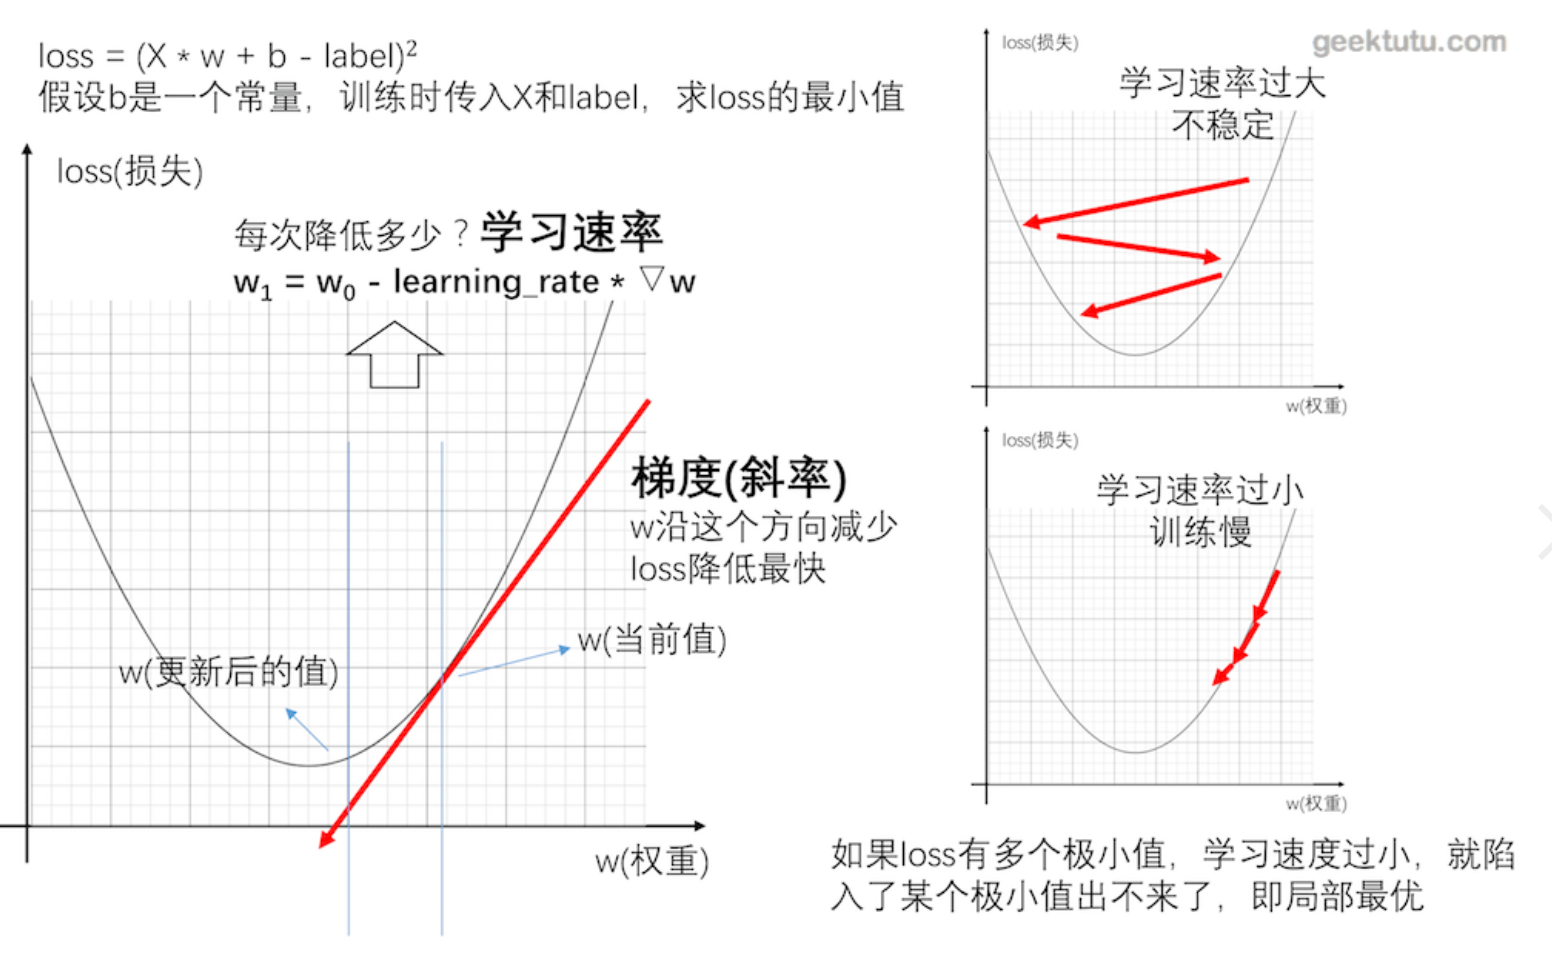 loss = (X * w + b - label)²
假设b是一个常量，训练时传入X和label，求loss的最小值
loss(损失)
每次降低多少？学习速率
w₁ = w₀ - learning_rate * ▽w
梯度(斜率)
w沿这个方向减少
loss降低最快
w(当前值)
w(更新后的值)
w(权重)
geektutu.com
loss(损失)
学习速率过大
不稳定
w(权重)
loss(损失)
学习速率过小
训练慢
w(权重)
如果loss有多个极小值，学习速度过小，就陷
入了某个极小值出不来了，即局部最优